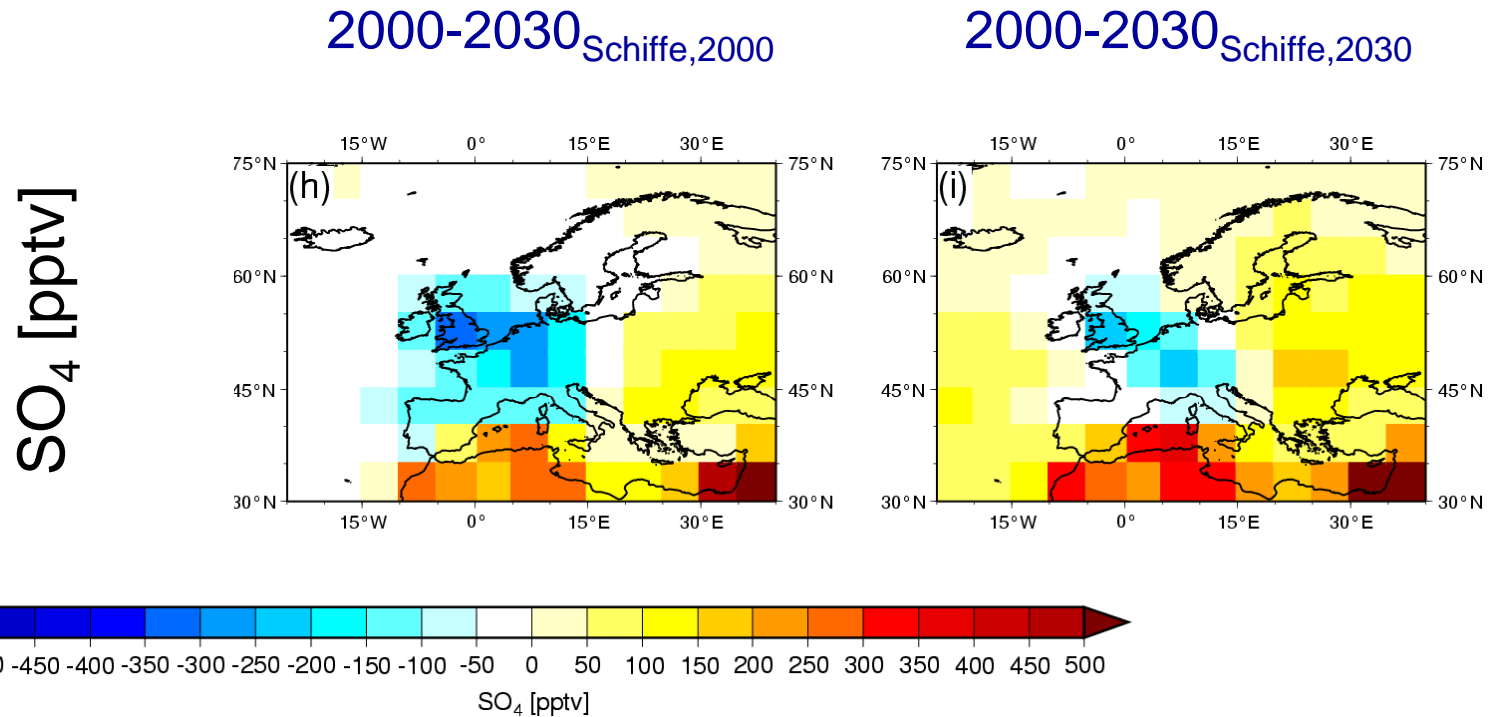 2000-2030Schiffe,2000 2000-2030Schiffe,2030
15°W 0° 15°E 30°E 15°W 0° 15°E 30°E
75°N 75°N 75°N 75°N
(h) (i)
SO4 [pptv]
60°N 60°N 60°N 60°N
45°N 45°N 45°N 45°N
30°N 30°N 30°N 30°N
15°W 0° 15°E 30°E 15°W 0° 15°E 30°E
0 -450 -400 -350 -300 -250 -200 -150 -100 -50 0 50 100 150 200 250 300 350 400 450 500
SO4 [pptv]